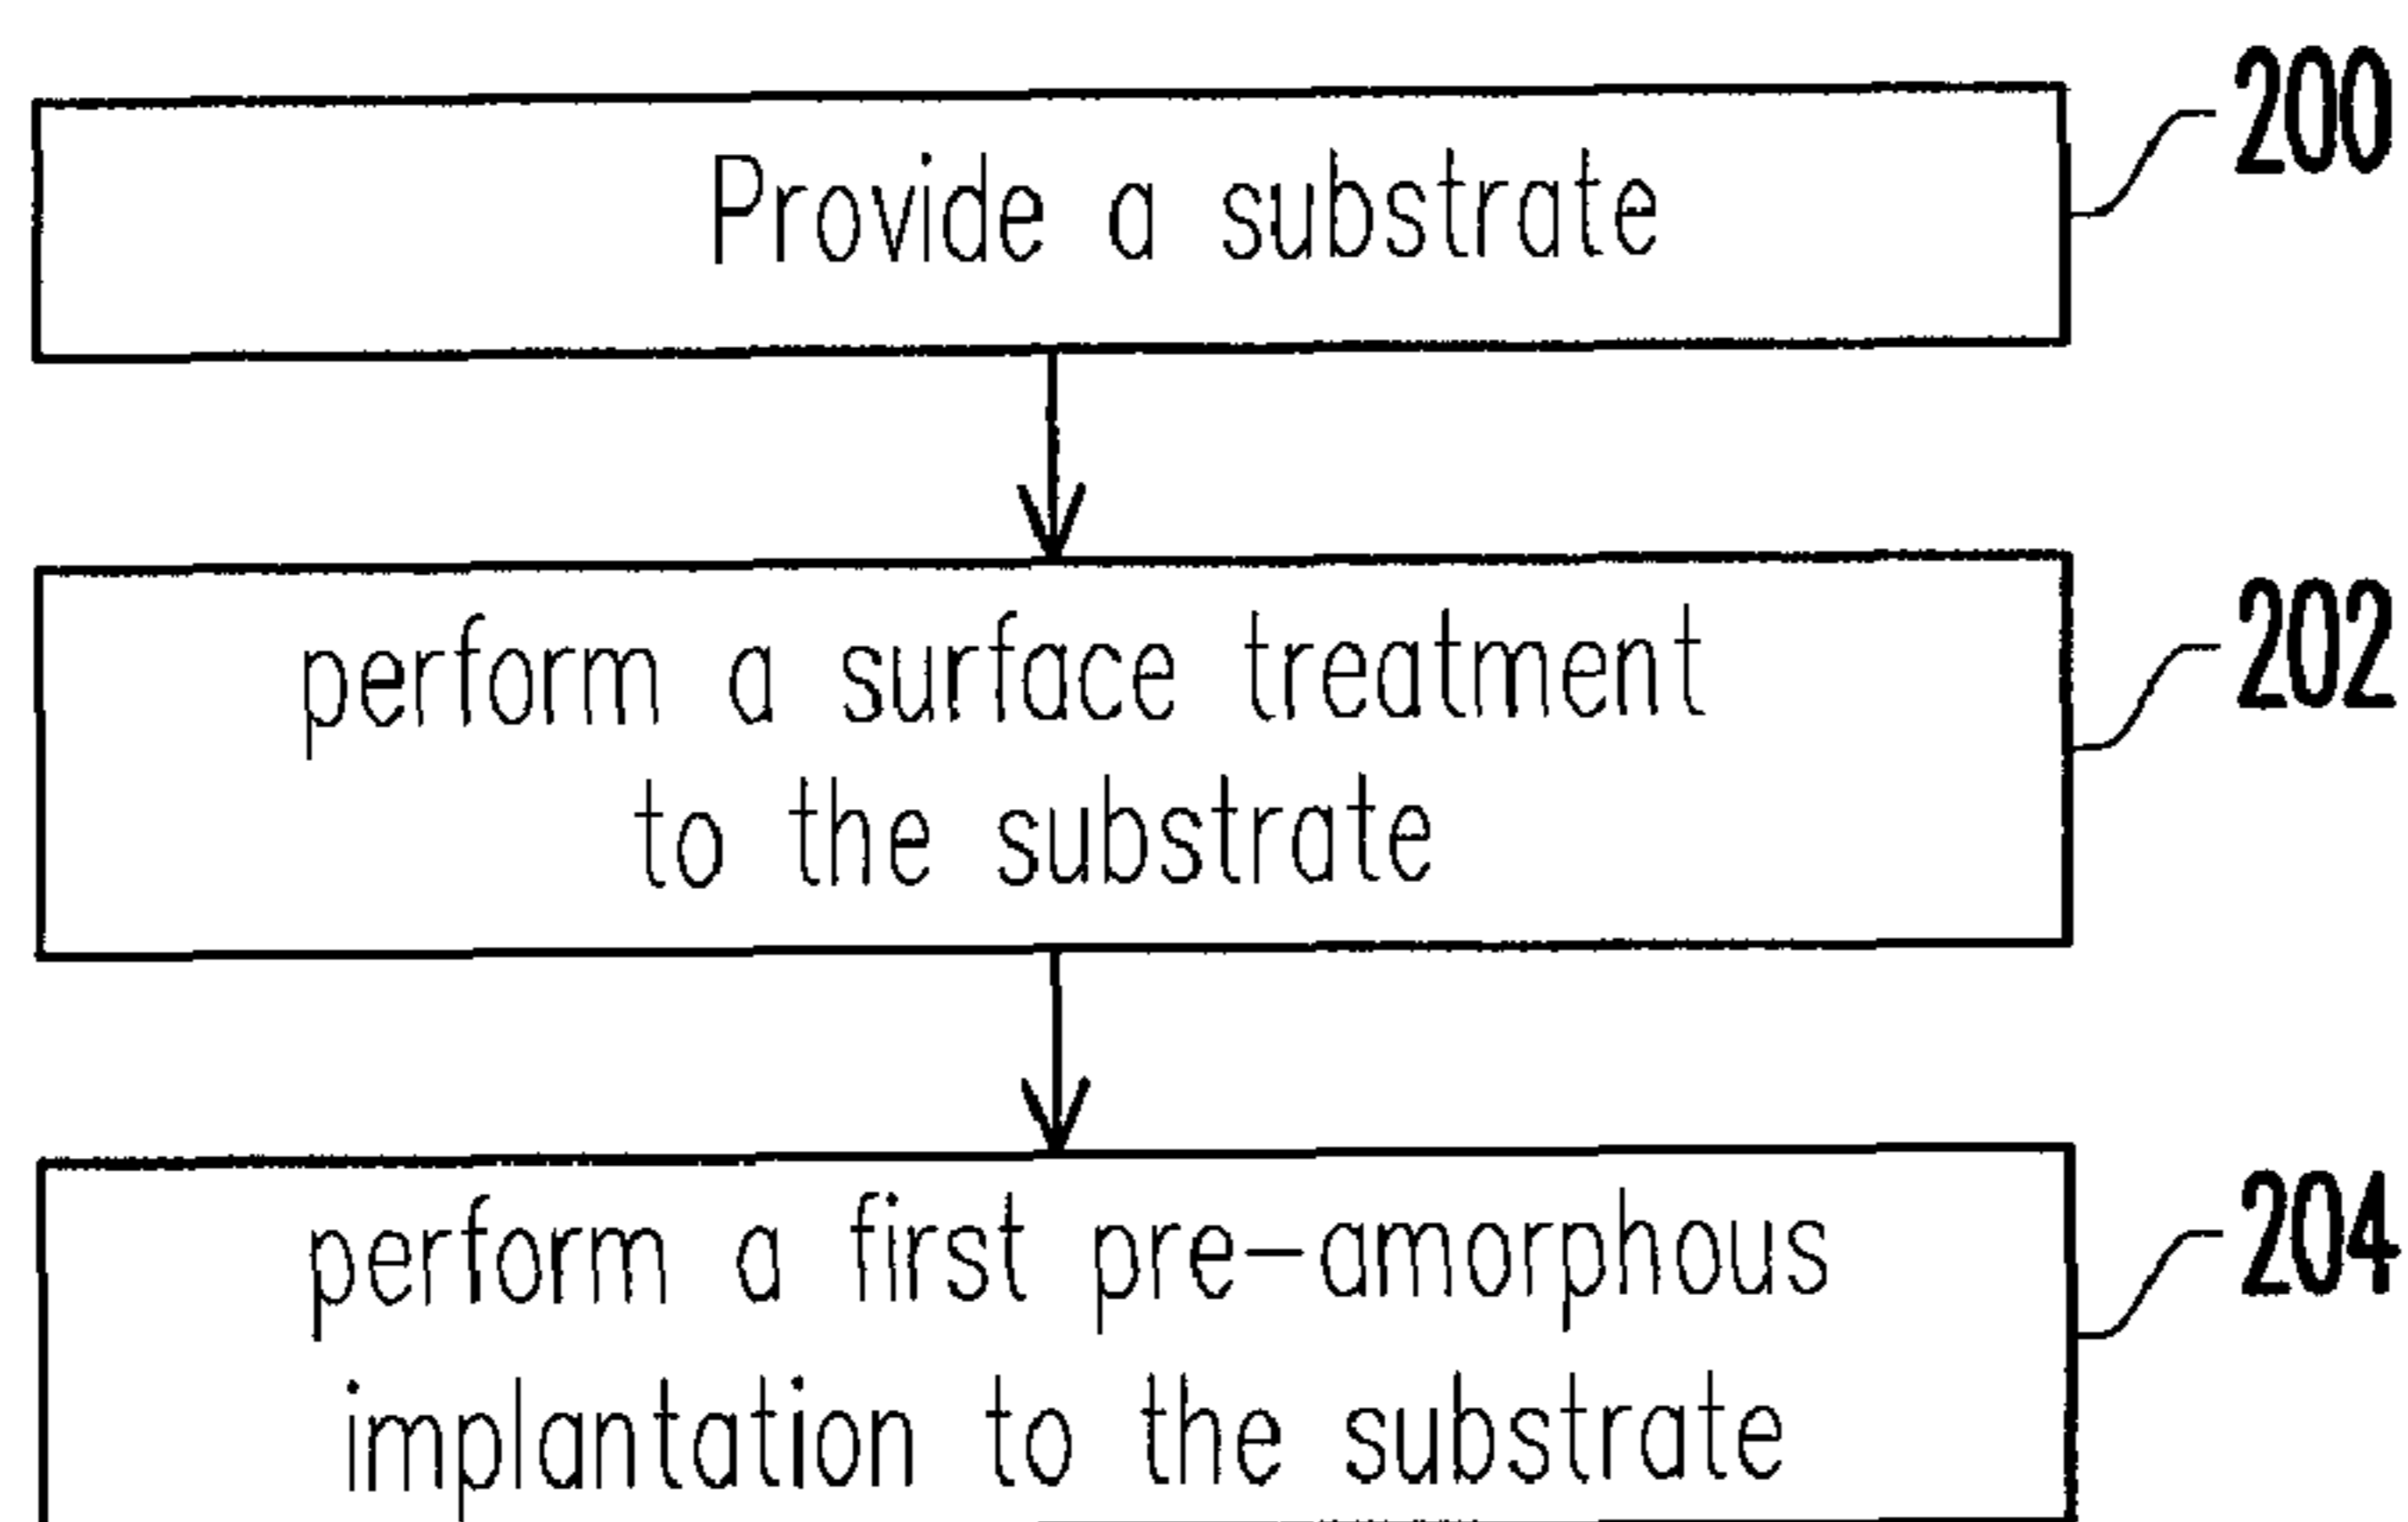 Provide a substrate
200
perform a surface treatment
to the substrate
202
perform a first pre-amorphous
implantation to the substrate
204